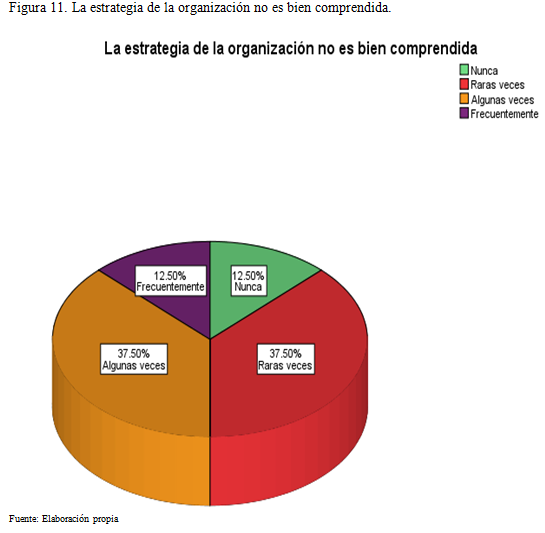 Figura 11. La estrategia de la organización no es bien comprendida.
La estrategia de la organización no es bien comprendida
Nunca
Raras veces
Algunas veces
Frecuentemente
12.50%
Frecuentemente
12.50%
Nunca
37.50%
Algunas veces
37.50%
Raras veces
Fuente: Elaboración propia